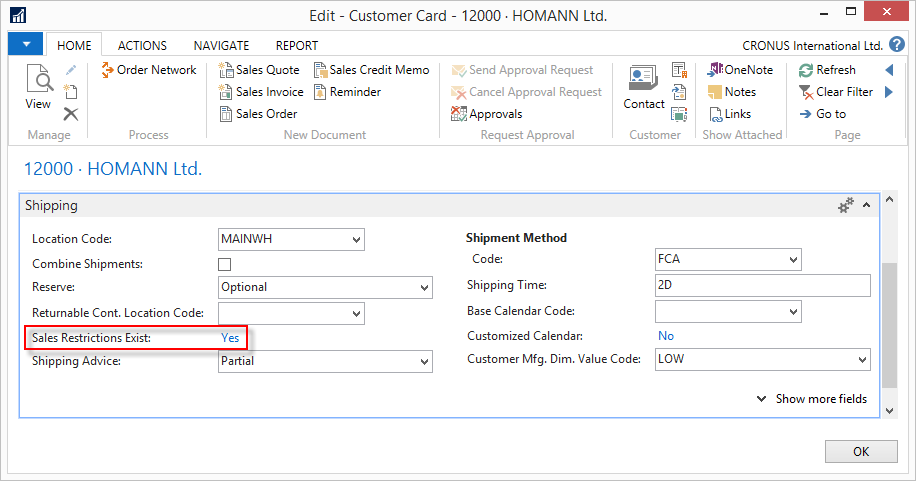 Edit - Customer Card - 12000 · HOMANN Ltd.
HOME ACTIONS NAVIGATE REPORT CRONUS International Ltd.
View
Manage
Order Network
Process
Sales Quote Sales Credit Memo
Sales Invoice Reminder
Sales Order
New Document
Send Approval Request
Cancel Approval Request
Approvals
Request Approval
Contact
Customer
OneNote
Notes
Links
Show Attached
Refresh
Clear Filter
Go to
Page
12000 · HOMANN Ltd.
Shipping
Location Code: MAINWH
Combine Shipments:
Reserve: Optional
Returnable Cont. Location Code:
Sales Restrictions Exist: Yes
Shipping Advice: Partial
Shipment Method
Code: FCA
Shipping Time: 2D
Base Calendar Code:
Customized Calendar: No
Customer Mfg. Dim. Value Code: LOW
Show more fields
OK